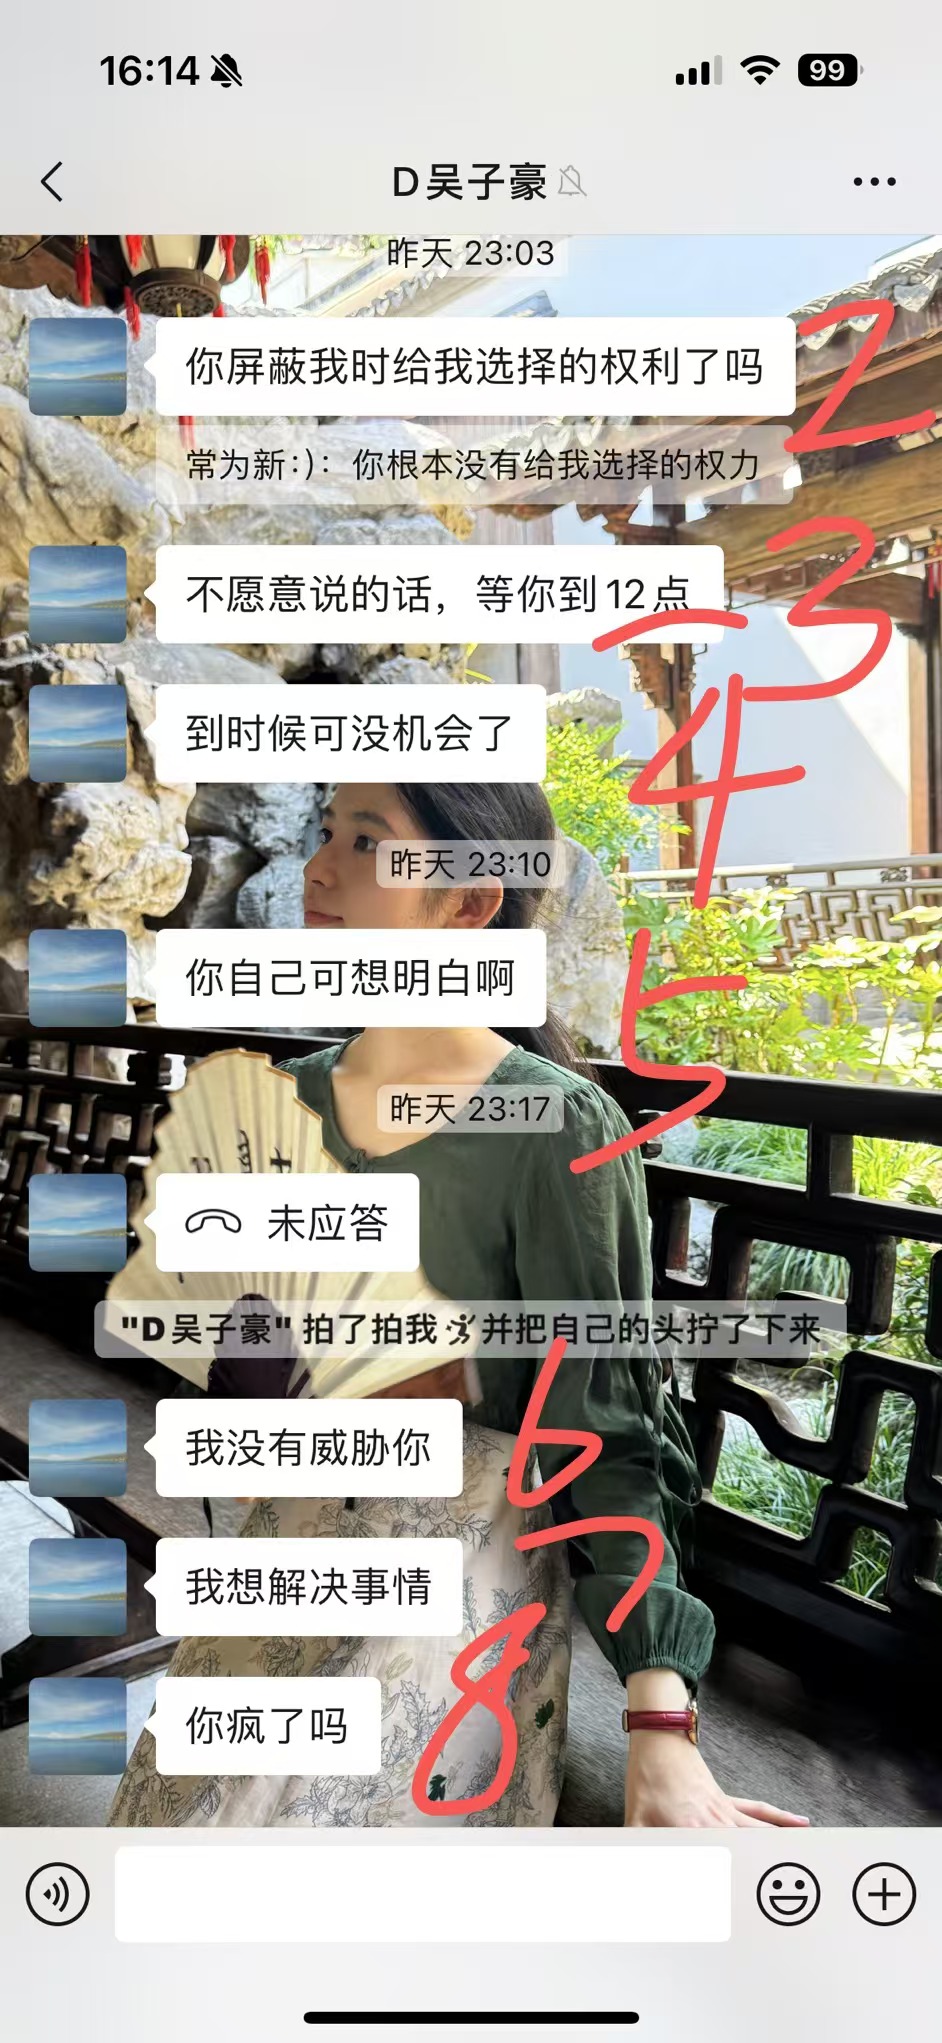 16:14
99
D吴子豪
昨天 23:03
你屏蔽我时给我选择的权利了吗
2
常为新:)：你根本没有给我选择的权力
不愿意说的话，等你到12点
3
到时候可没机会了
4
昨天 23:10
你自己可想明白啊
5
昨天 23:17
未应答
"D吴子豪" 拍了拍我并把自己的头拧了下来
我没有威胁你
6
我想解决事情
7
你疯了吗
8